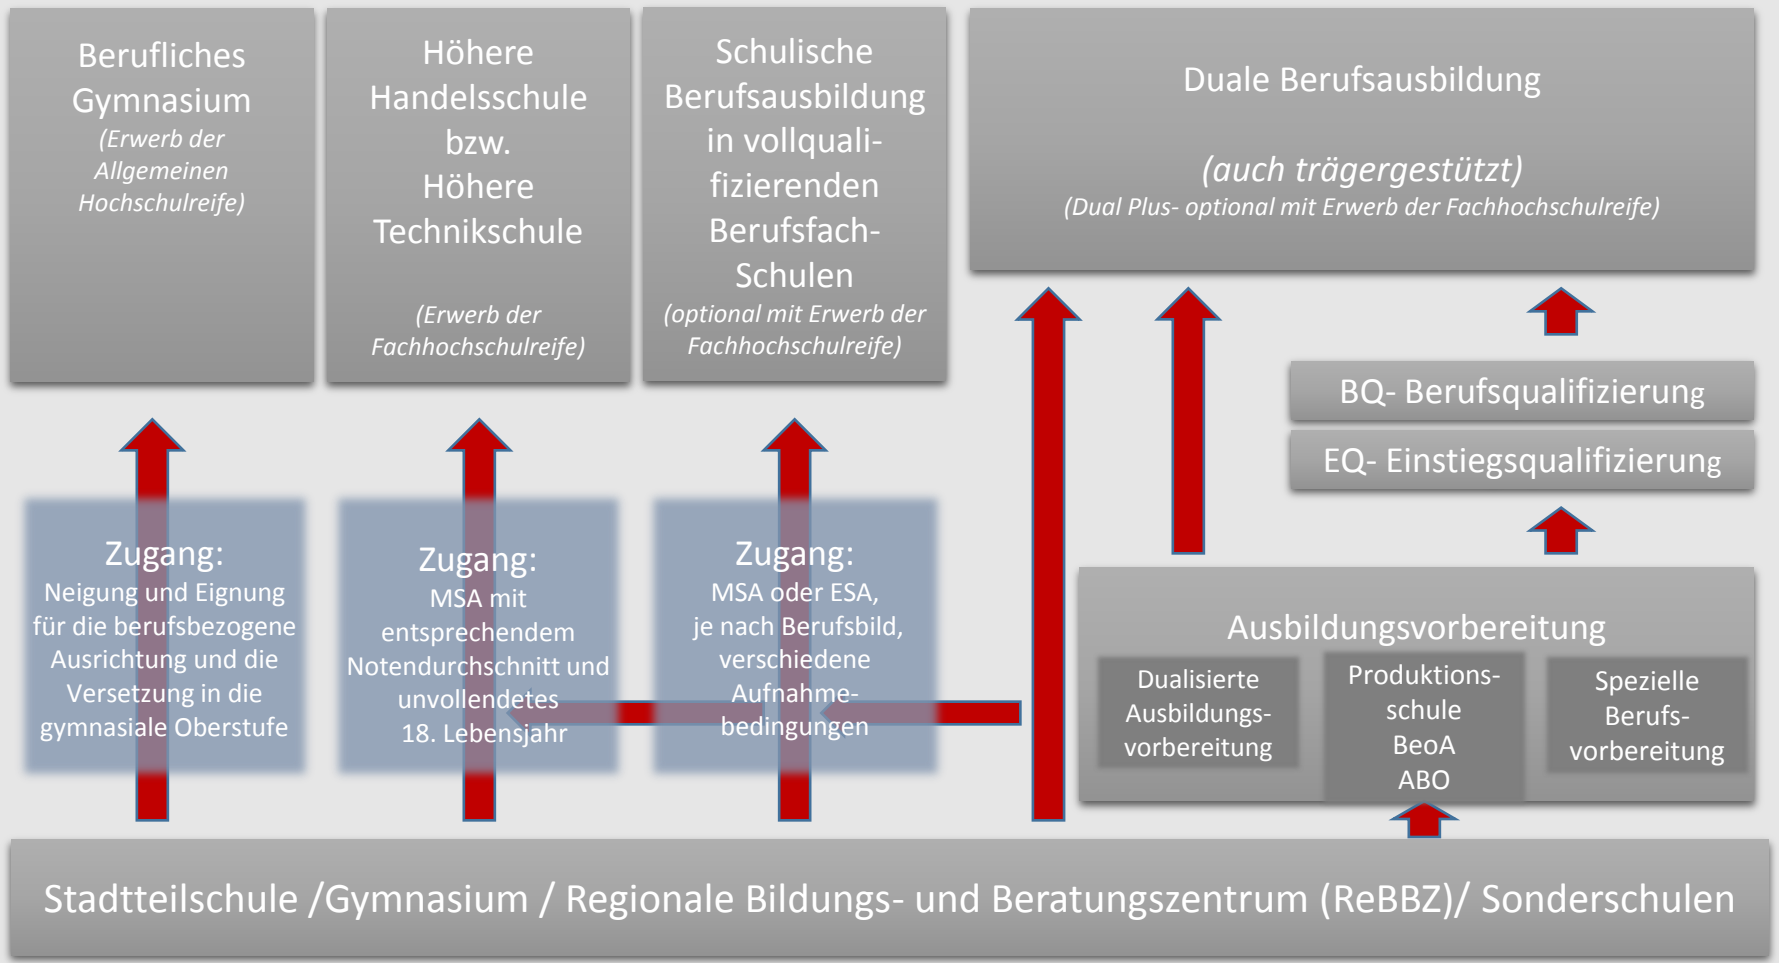 Berufliches
Gymnasium
(Erwerb der
Allgemeinen
Hochschulreife)
Höhere
Handelsschule
bzw.
Höhere
Technikschule
(Erwerb der
Fachhochschulreife)
Schulische
Berufsausbildung
in vollquali-
fizierenden
Berufsfach-
Schulen
(optional mit Erwerb der
Fachhochschulreife)
Duale Berufsausbildung
(auch trägergestützt)
(Dual Plus- optional mit Erwerb der Fachhochschulreife)
BQ- Berufsqualifizierung
EQ- Einstiegsqualifizierung
Zugang:
Neigung und Eignung
für die berufsbezogene
Ausrichtung und die
Versetzung in die
gymnasiale Oberstufe
Zugang:
MSA mit
entsprechendem
Notendurchschnitt und
unvollendetes
18. Lebensjahr
Zugang:
MSA oder ESA,
je nach Berufsbild,
verschiedene
Aufnahme-
bedingungen
Ausbildungsvorbereitung
Dualisierte
Ausbildungs-
vorbereitung
Produktions-
schule
BeoA
ABO
Spezielle
Berufs-
vorbereitung
Stadtteilschule /Gymnasium / Regionale Bildungs- und Beratungszentrum (ReBBZ)/ Sonderschulen